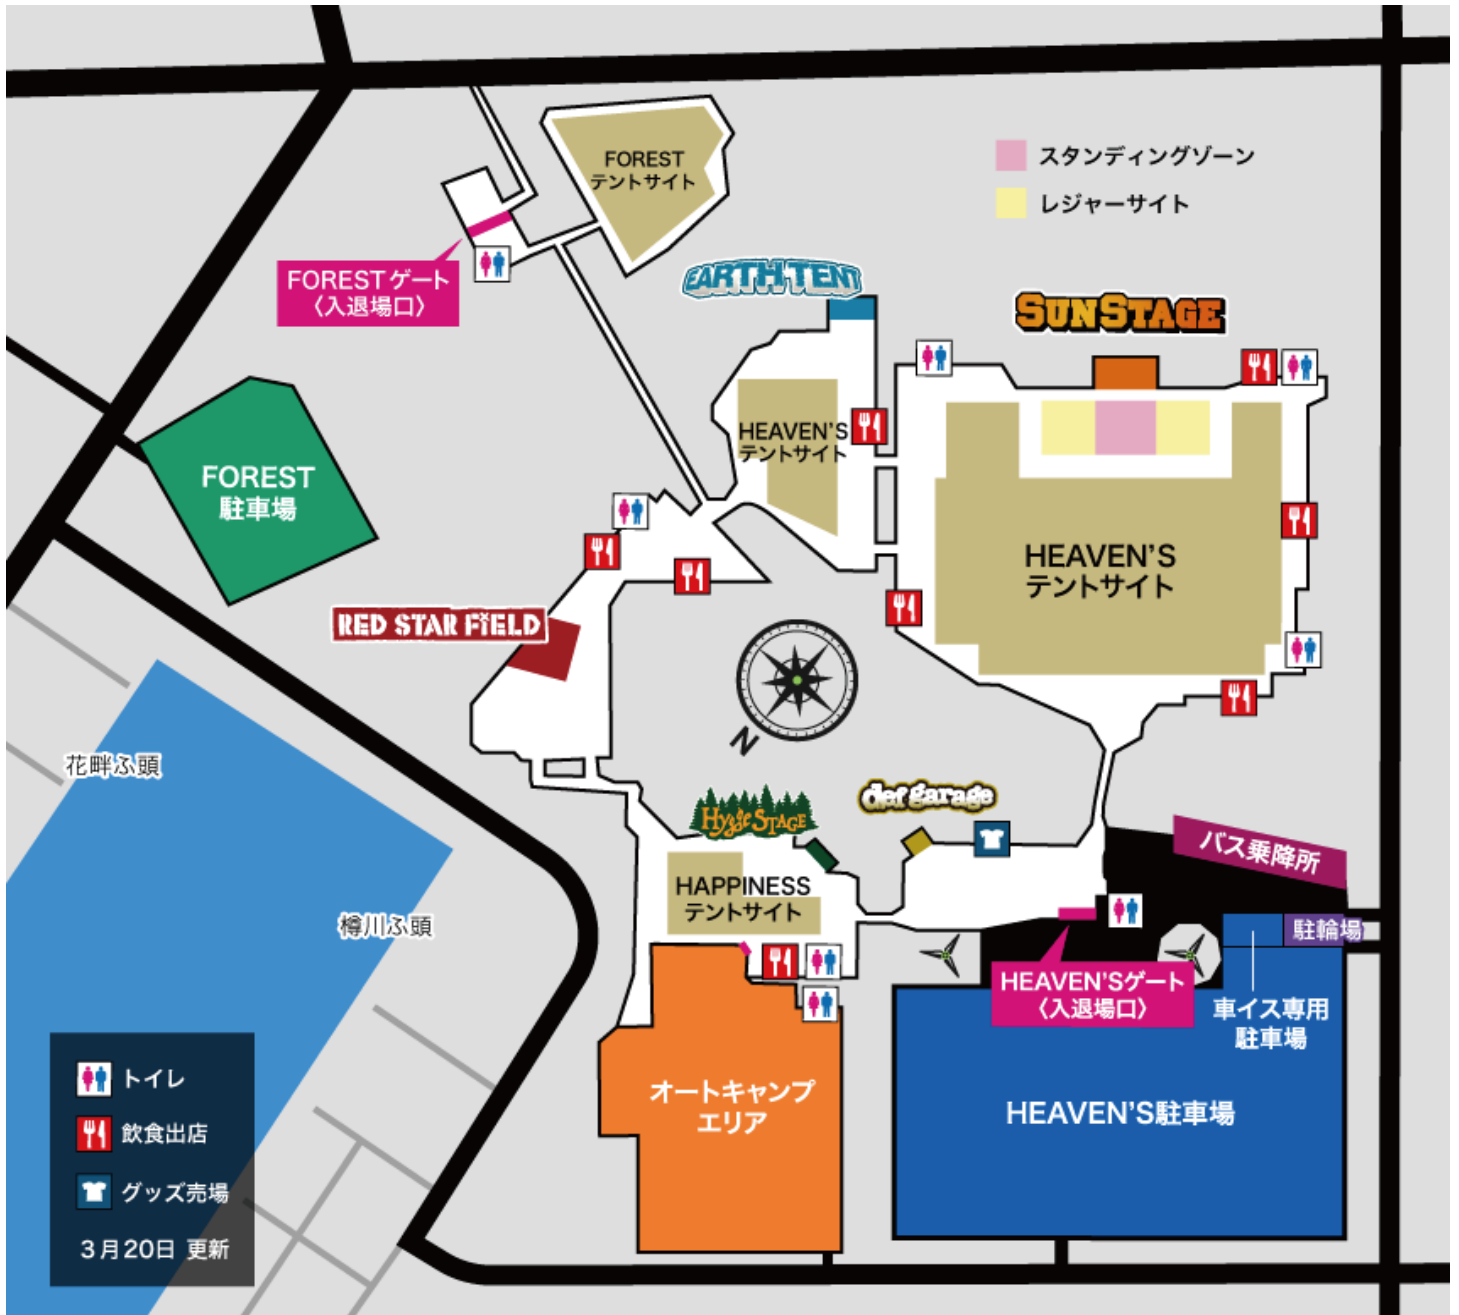 FOREST
テントサイト
スタンディングゾーン
レジャーサイト
FORESTゲート
〈入退場口〉
EARTH TENT
SUN STAGE
HEAVEN'S
テントサイト
FOREST
駐車場
HEAVEN'S
テントサイト
RED STAR FiELD
N
花畔ふ頭
Hygge STAGE
def garage
バス乗降所
HAPPINESS
テントサイト
樽川ふ頭
駐輪場
HEAVEN'Sゲート
〈入退場口〉
車イス専用
駐車場
オートキャンプ
エリア
HEAVEN'S駐車場
トイレ
飲食出店
グッズ売場
3月20日 更新